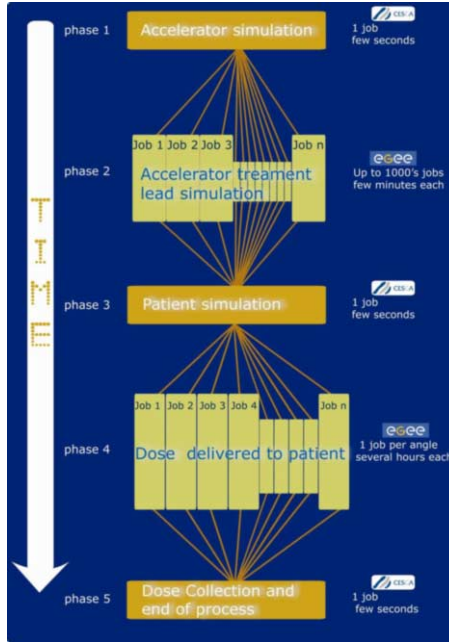 phase 1
Accelerator simulation
CESGA
1 job
few seconds
Job 1 Job 2 Job 3
Job n
phase 2
Accelerator treament
lead simulation
egee
Up to 1000's jobs
few minutes each
TIME
phase 3
Patient simulation
CESGA
1 job
few seconds
Job 1 Job 2 Job 3 Job 4
Job n
phase 4
Dose delivered to patient
egee
1 job per angle
several hours each
phase 5
Dose Collection and
end of process
CESGA
1 job
few seconds